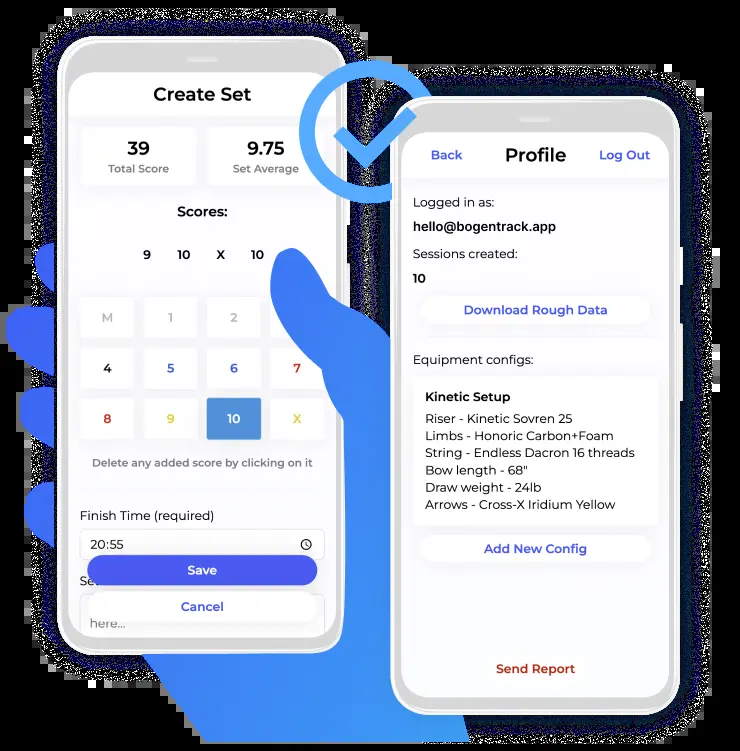 Create Set
39
Total Score
9.75
Set Average
Scores:
9 10 X 10
M 1 2
4 5 6 7
8 9 10 X
Delete any added score by clicking on it
Finish Time (required)
20:55
Save
Cancel
here...
Back Profile Log Out
Logged in as:
hello@bogentrack.app
Sessions created:
10
Download Rough Data
Equipment configs:
Kinetic Setup
Riser - Kinetic Sovren 25
Limbs - Honoric Carbon+Foam
String - Endless Dacron 16 threads
Bow length - 68"
Draw weight - 24lb
Arrows - Cross-X Iridium Yellow
Add New Config
Send Report